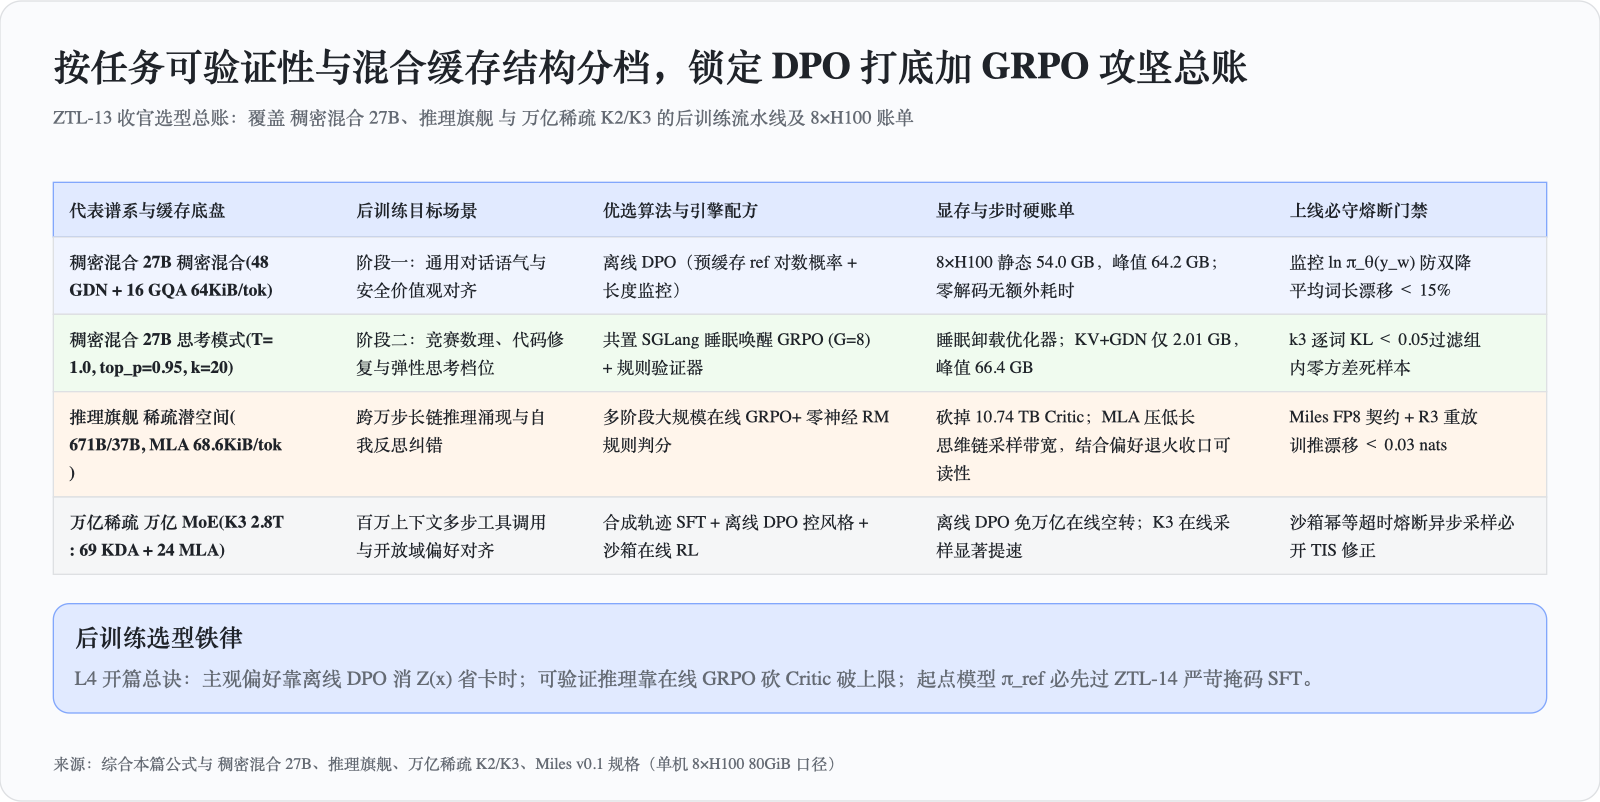 按任务可验证性与混合缓存结构分档，锁定 DPO 打底加 GRPO 攻坚总账
ZTL-13 收官选型总账：覆盖 稠密混合 27B、推理旗舰 与 万亿稀疏 K2/K3 的后训练流水线及 8×H100 账单
代表谱系与缓存底盘
后训练目标场景
优选算法与引擎配方
显存与步时硬账单
上线必守熔断门禁
稠密混合 27B 稠密混合(48
GDN + 16 GQA 64KiB/tok)
阶段一：通用对话语气与
安全价值观对齐
离线 DPO（预缓存 ref 对数概率 +
长度监控）
8×H100 静态 54.0 GB，峰值 64.2 GB；
零解码无额外耗时
监控 ln π_θ(y_w) 防双降
平均词长漂移 < 15%
稠密混合 27B 思考模式(T=
1.0, top_p=0.95, k=20)
阶段二：竞赛数理、代码修
复与弹性思考档位
共置 SGLang 睡眠唤醒 GRPO (G=8)
+ 规则验证器
睡眠卸载优化器；KV+GDN 仅 2.01 GB，
峰值 66.4 GB
k3 逐词 KL < 0.05过滤组
内零方差死样本
推理旗舰 稀疏潜空间(
671B/37B, MLA 68.6KiB/tok
)
跨万步长链推理涌现与自
我反思纠错
多阶段大规模在线 GRPO+ 零神经 RM
规则判分
砍掉 10.74 TB Critic；MLA 压低长
思维链采样带宽，结合偏好退火收口可
读性
Miles FP8 契约 + R3 重放
训推漂移 < 0.03 nats
万亿稀疏 万亿 MoE(K3 2.8T
: 69 KDA + 24 MLA)
百万上下文多步工具调用
与开放域偏好对齐
合成轨迹 SFT + 离线 DPO 控风格 +
沙箱在线 RL
离线 DPO 免万亿在线空转；K3 在线采
样显著提速
沙箱幂等超时熔断异步采样必
开 TIS 修正
后训练选型铁律
L4 开篇总诀：主观偏好靠离线 DPO 消 Z(x) 省卡时；可验证推理靠在线 GRPO 砍 Critic 破上限；起点模型 π_ref 必先过 ZTL-14 严苛掩码 SFT。
来源：综合本篇公式与 稠密混合 27B、推理旗舰、万亿稀疏 K2/K3、Miles v0.1 规格（单机 8×H100 80GiB 口径）